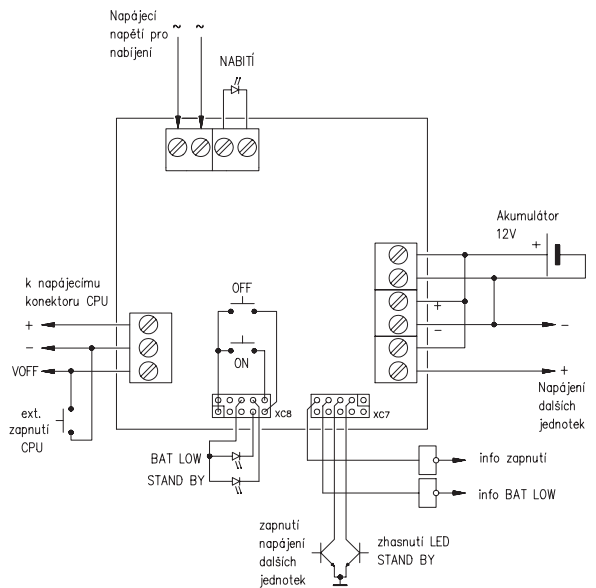 Napájecí
napětí pro
nabíjení
~ ~
NABITÍ
Akumulátor
12V
+
k napájecímu
konektoru CPU
+
-
VOFF
ext.
zapnutí
CPU
OFF
ON
+
-
-
+
Napájení
dalších
jednotek
XC8
XC7
BAT LOW
STAND BY
info zapnutí
info BAT LOW
zapnutí
napájení
dalších
jednotek
zhasnutí LED
STAND BY